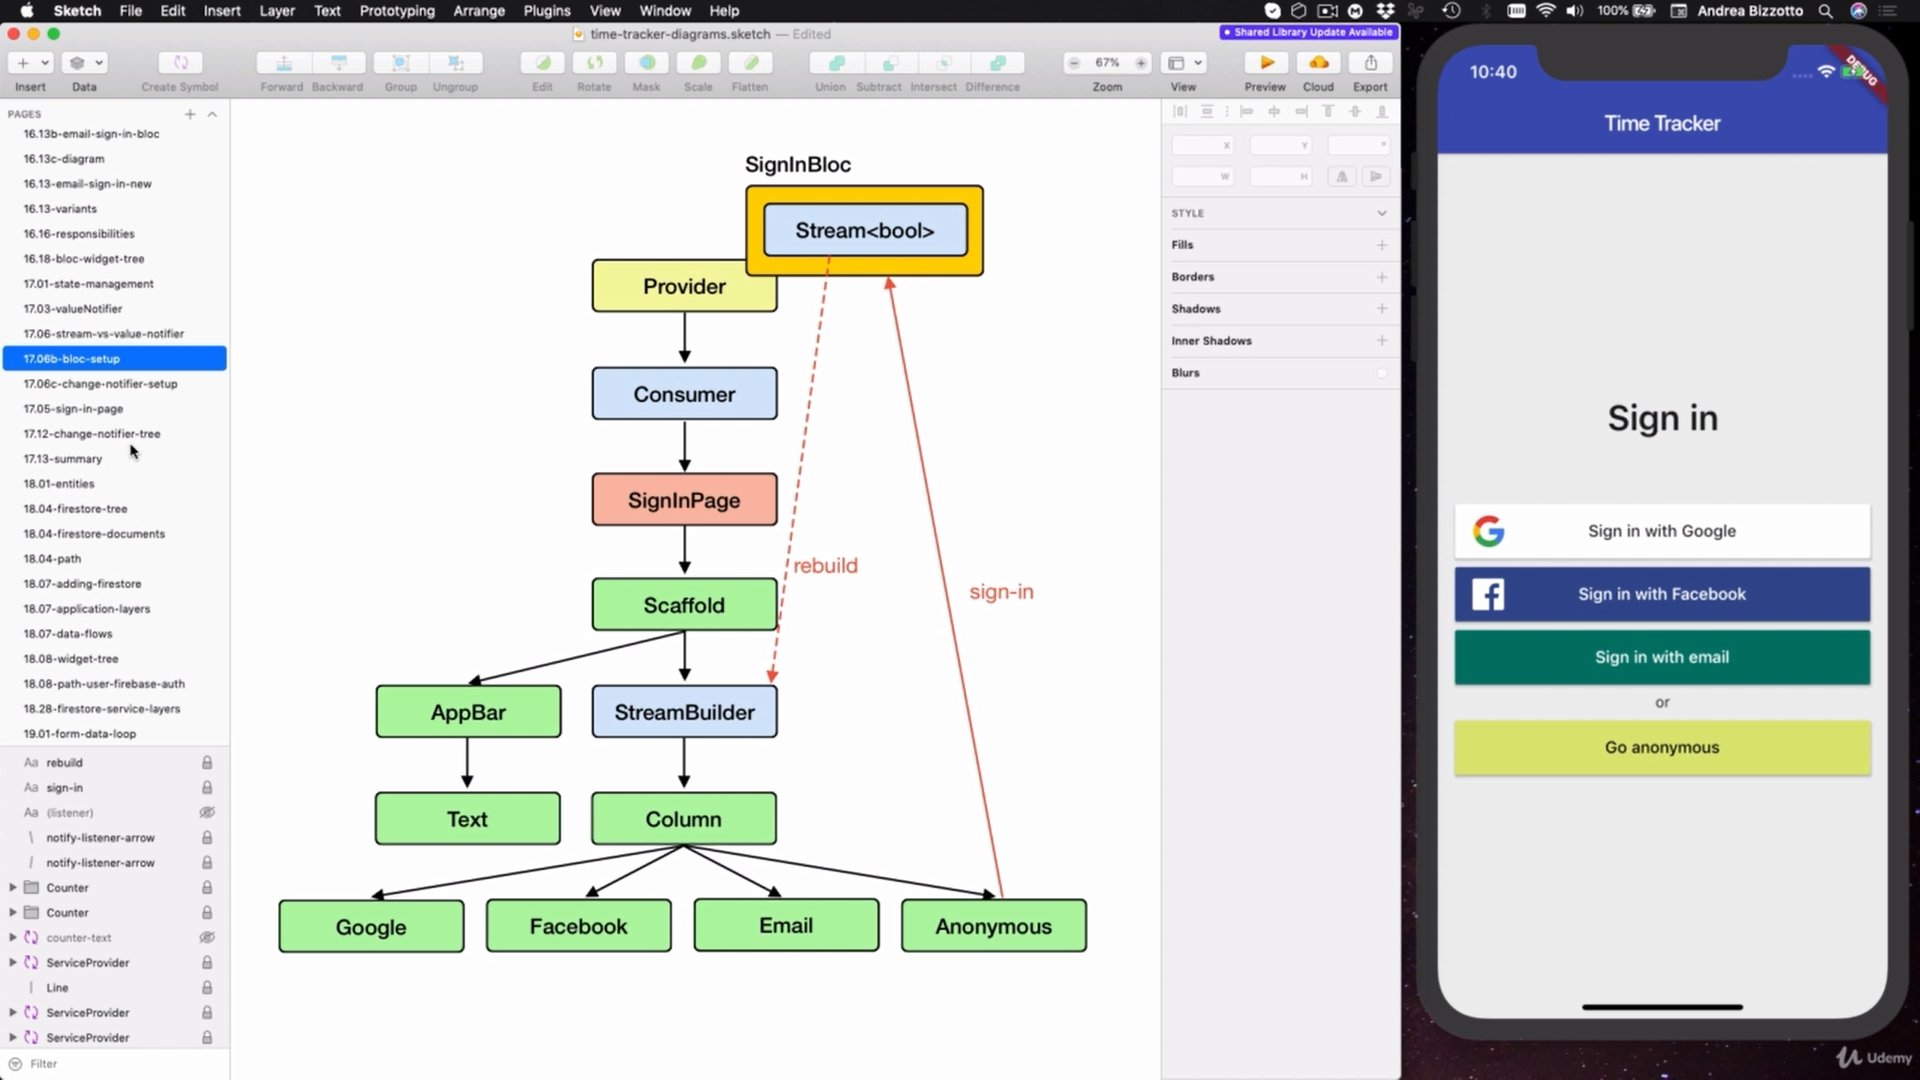 Sketch File Edit Insert Layer Text Prototyping Arrange Plugins View Window Help
100% Andrea Bizzotto
time-tracker-diagrams.sketch — Edited
Shared Library Update Available
67%
Insert Data Create Symbol Forward Backward Group Ungroup Edit Rotate Mask Scale Flatten Union Subtract Intersect Difference Zoom View Preview Cloud Export
PAGES
16.13b-email-sign-in-bloc
16.13c-diagram
16.13-email-sign-in-new
16.13-variants
16.16-responsibilities
16.18-bloc-widget-tree
17.01-state-management
17.03-valueNotifier
17.06-stream-vs-value-notifier
17.06b-bloc-setup
17.06c-change-notifier-setup
17.05-sign-in-page
17.12-change-notifier-tree
17.13-summary
18.01-entities
18.04-firestore-tree
18.04-firestore-documents
18.04-path
18.07-adding-firestore
18.07-application-layers
18.07-data-flows
18.08-widget-tree
18.08-path-user-firebase-auth
18.28-firestore-service-layers
19.01-form-data-loop
Aa rebuild
Aa sign-in
Aa (listener)
notify-listener-arrow
notify-listener-arrow
Counter
Counter
counter-text
ServiceProvider
Line
ServiceProvider
ServiceProvider
Filter
SignInBloc
Stream<bool>
Provider
Consumer
SignInPage
Scaffold
rebuild
sign-in
AppBar
StreamBuilder
Text
Column
Google
Facebook
Email
Anonymous
X Y °
W H
STYLE
Fills
Borders
Shadows
Inner Shadows
Blurs
10:40
DEBUG
Time Tracker
Sign in
Sign in with Google
Sign in with Facebook
Sign in with email
or
Go anonymous
Udemy